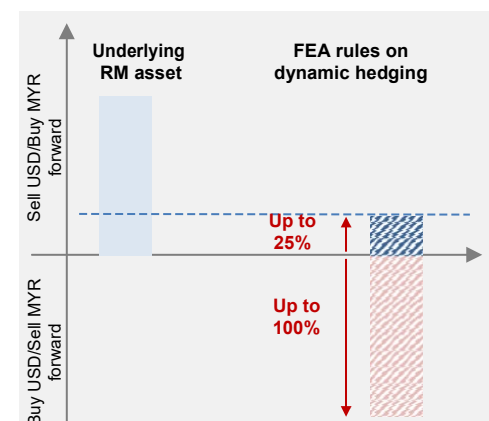 Underlying
RM asset
FEA rules on
dynamic hedging
Sell USD/Buy MYR
forward
Up to
25%
Up to
100%
Buy USD/Sell MYR
forward